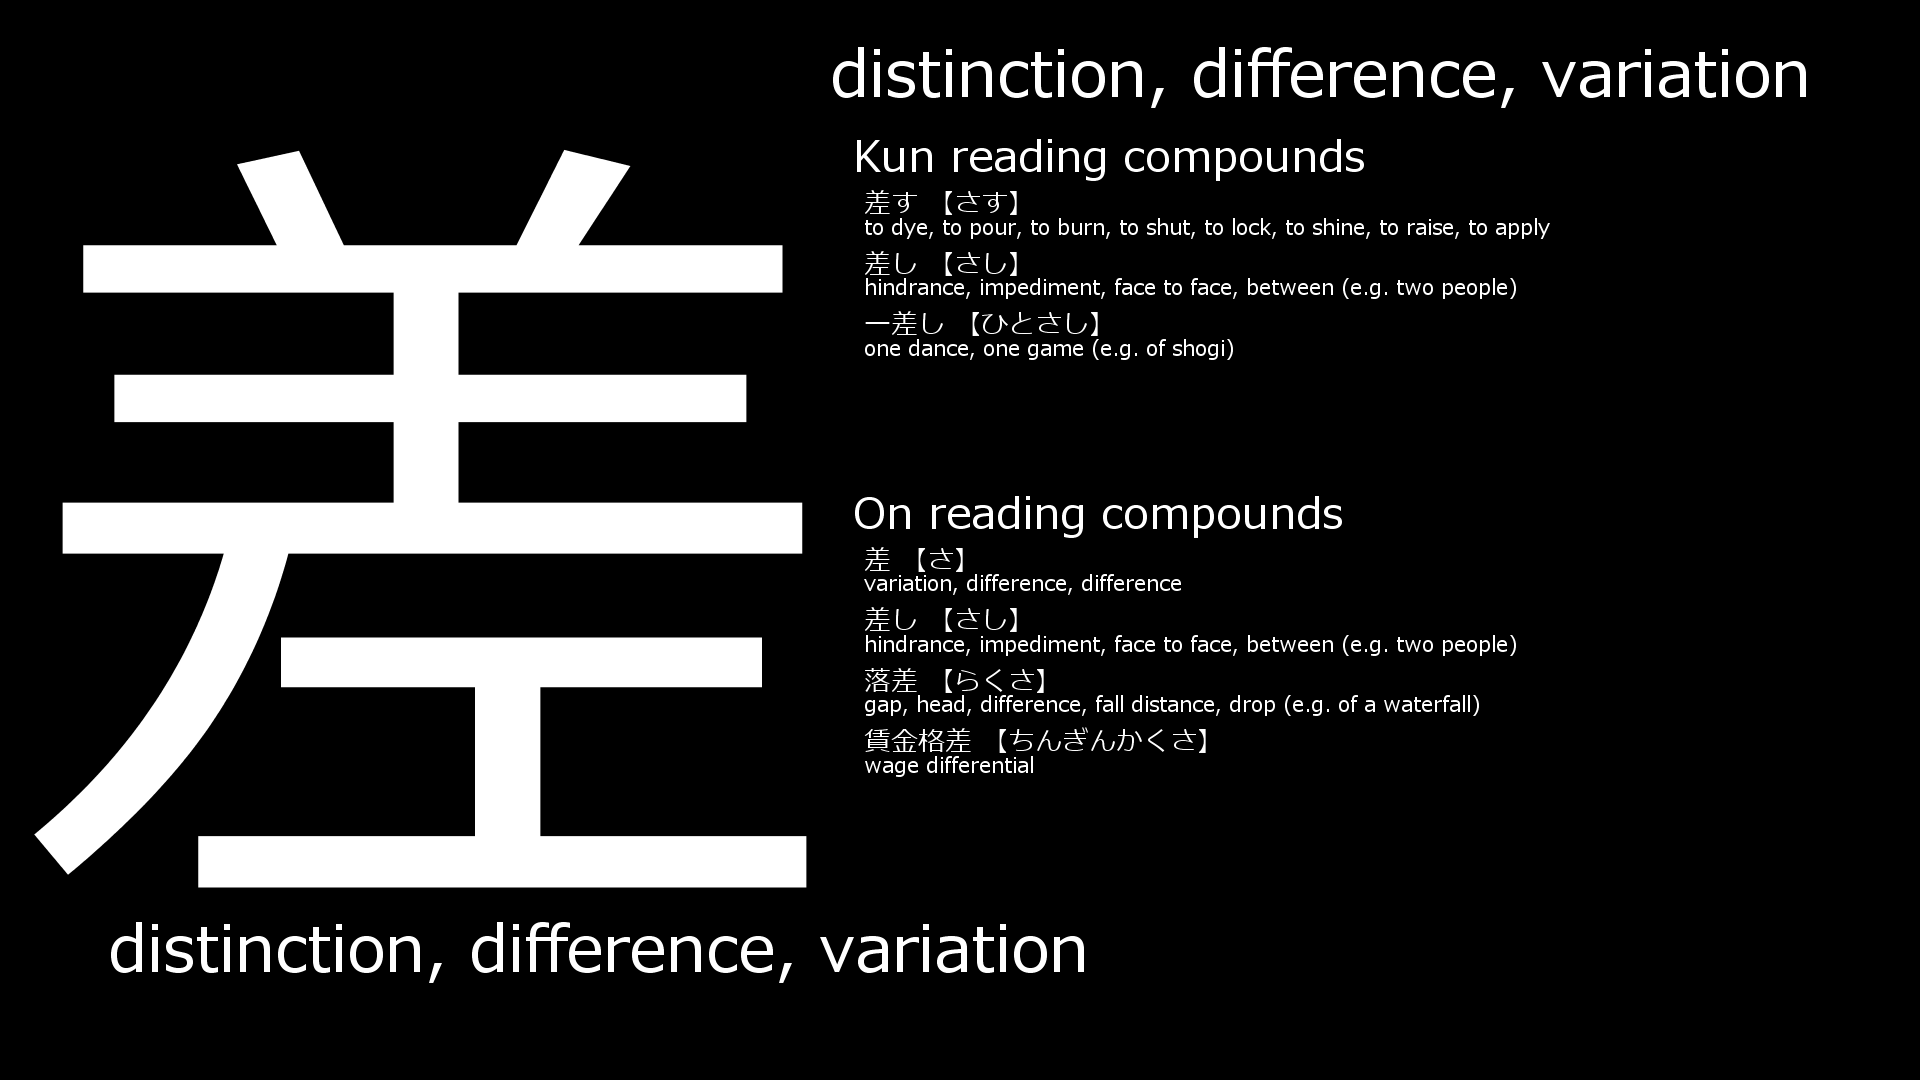 差
distinction, difference, variation
Kun reading compounds
差す 【さす】
to dye, to pour, to burn, to shut, to lock, to shine, to raise, to apply
差し 【さし】
hindrance, impediment, face to face, between (e.g. two people)
一差し 【ひとさし】
one dance, one game (e.g. of shogi)
On reading compounds
差 【さ】
variation, difference, difference
差し 【さし】
hindrance, impediment, face to face, between (e.g. two people)
落差 【らくさ】
gap, head, difference, fall distance, drop (e.g. of a waterfall)
賃金格差 【ちんぎんかくさ】
wage differential
distinction, difference, variation